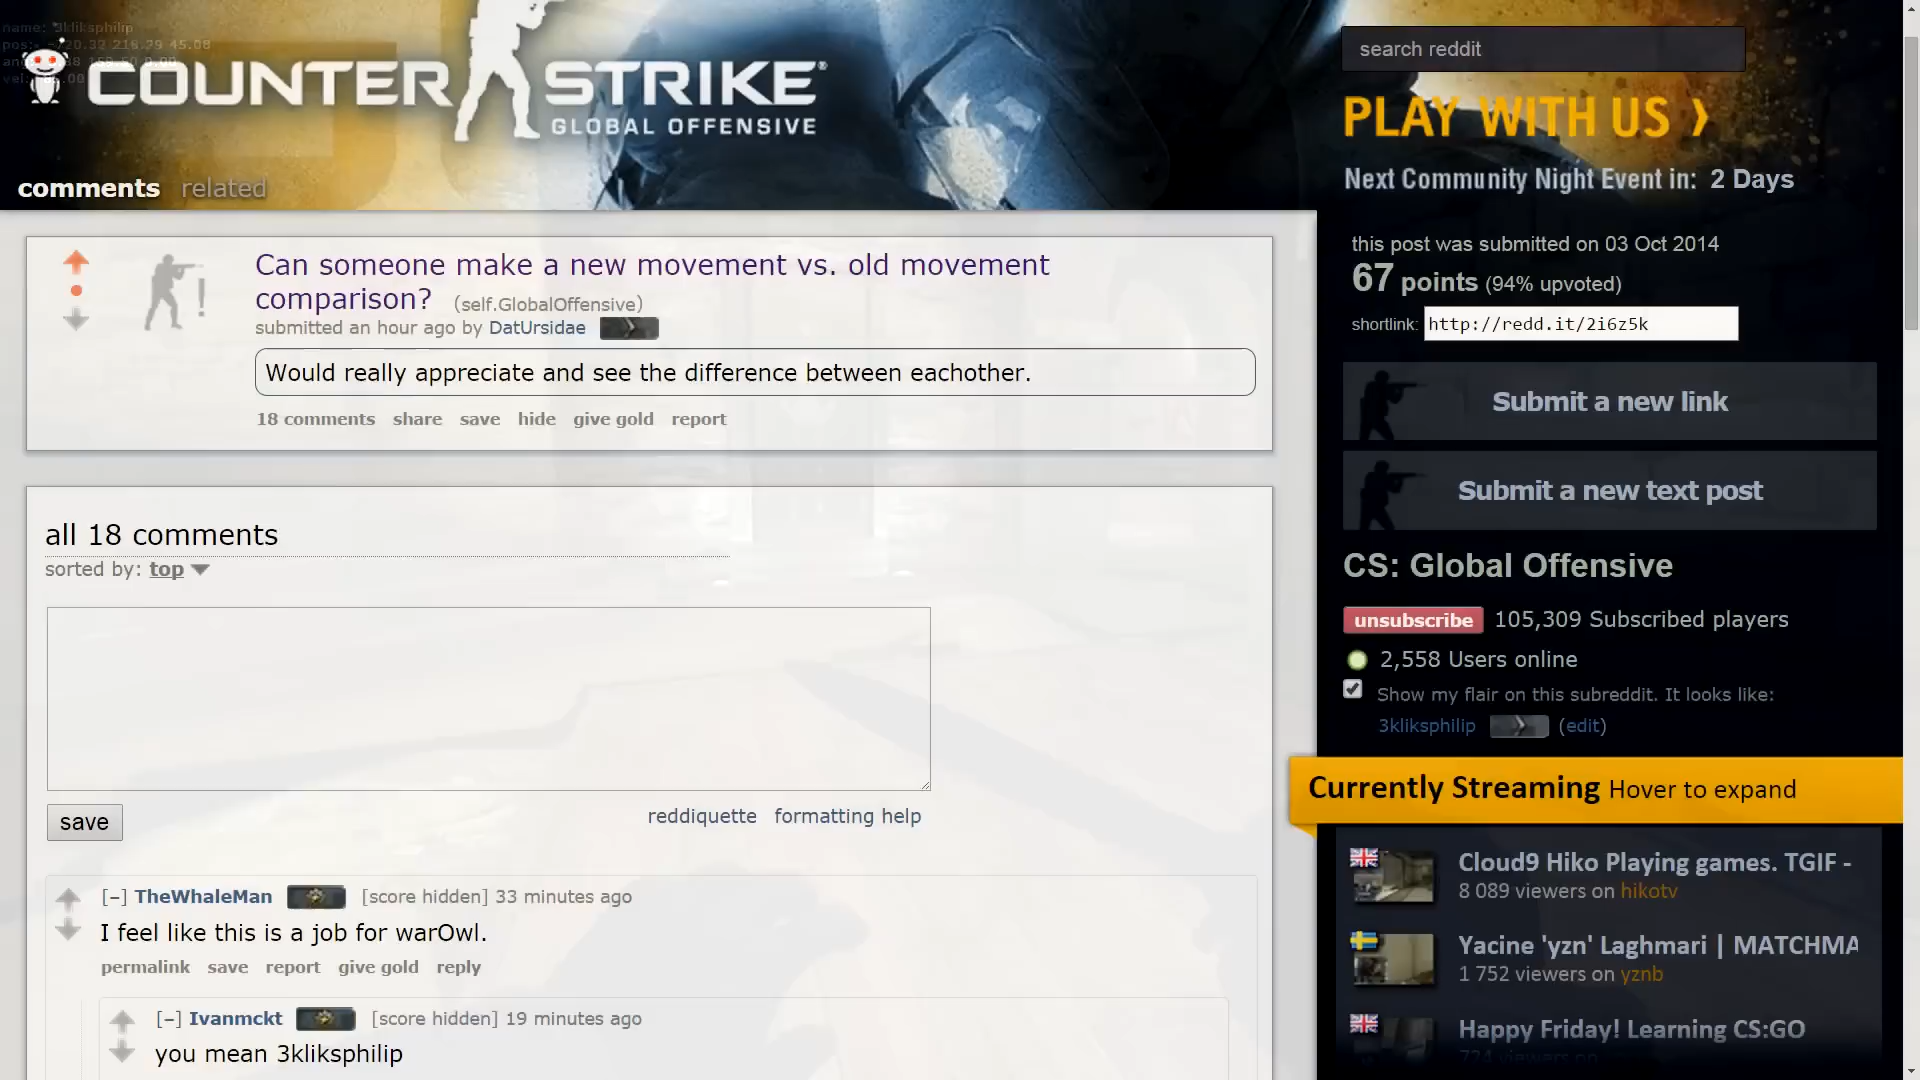 name: 3kliksphilip
COUNTER STRIKE®
GLOBAL OFFENSIVE
comments related
Can someone make a new movement vs. old movement
comparison? (self.GlobalOffensive)
submitted an hour ago by DatUrsidae
Would really appreciate and see the difference between eachother.
18 comments share save hide give gold report
all 18 comments
sorted by: top
save
reddiquette formatting help
[–] TheWhaleMan [score hidden] 33 minutes ago
I feel like this is a job for warOwl.
permalink save report give gold reply
[–] Ivanmckt [score hidden] 19 minutes ago
you mean 3kliksphilip
search reddit
PLAY WITH US
Next Community Night Event in: 2 Days
this post was submitted on 03 Oct 2014
67 points (94% upvoted)
shortlink: http://redd.it/2i6z5k
Submit a new link
Submit a new text post
CS: Global Offensive
unsubscribe 105,309 Subscribed players
2,558 Users online
Show my flair on this subreddit. It looks like:
3kliksphilip (edit)
Currently Streaming Hover to expand
Cloud9 Hiko Playing games. TGIF -
8 089 viewers on hikotv
Yacine 'yzn' Laghmari | MATCHMA
1 752 viewers on yznb
Happy Friday! Learning CS:GO
724 viewers on